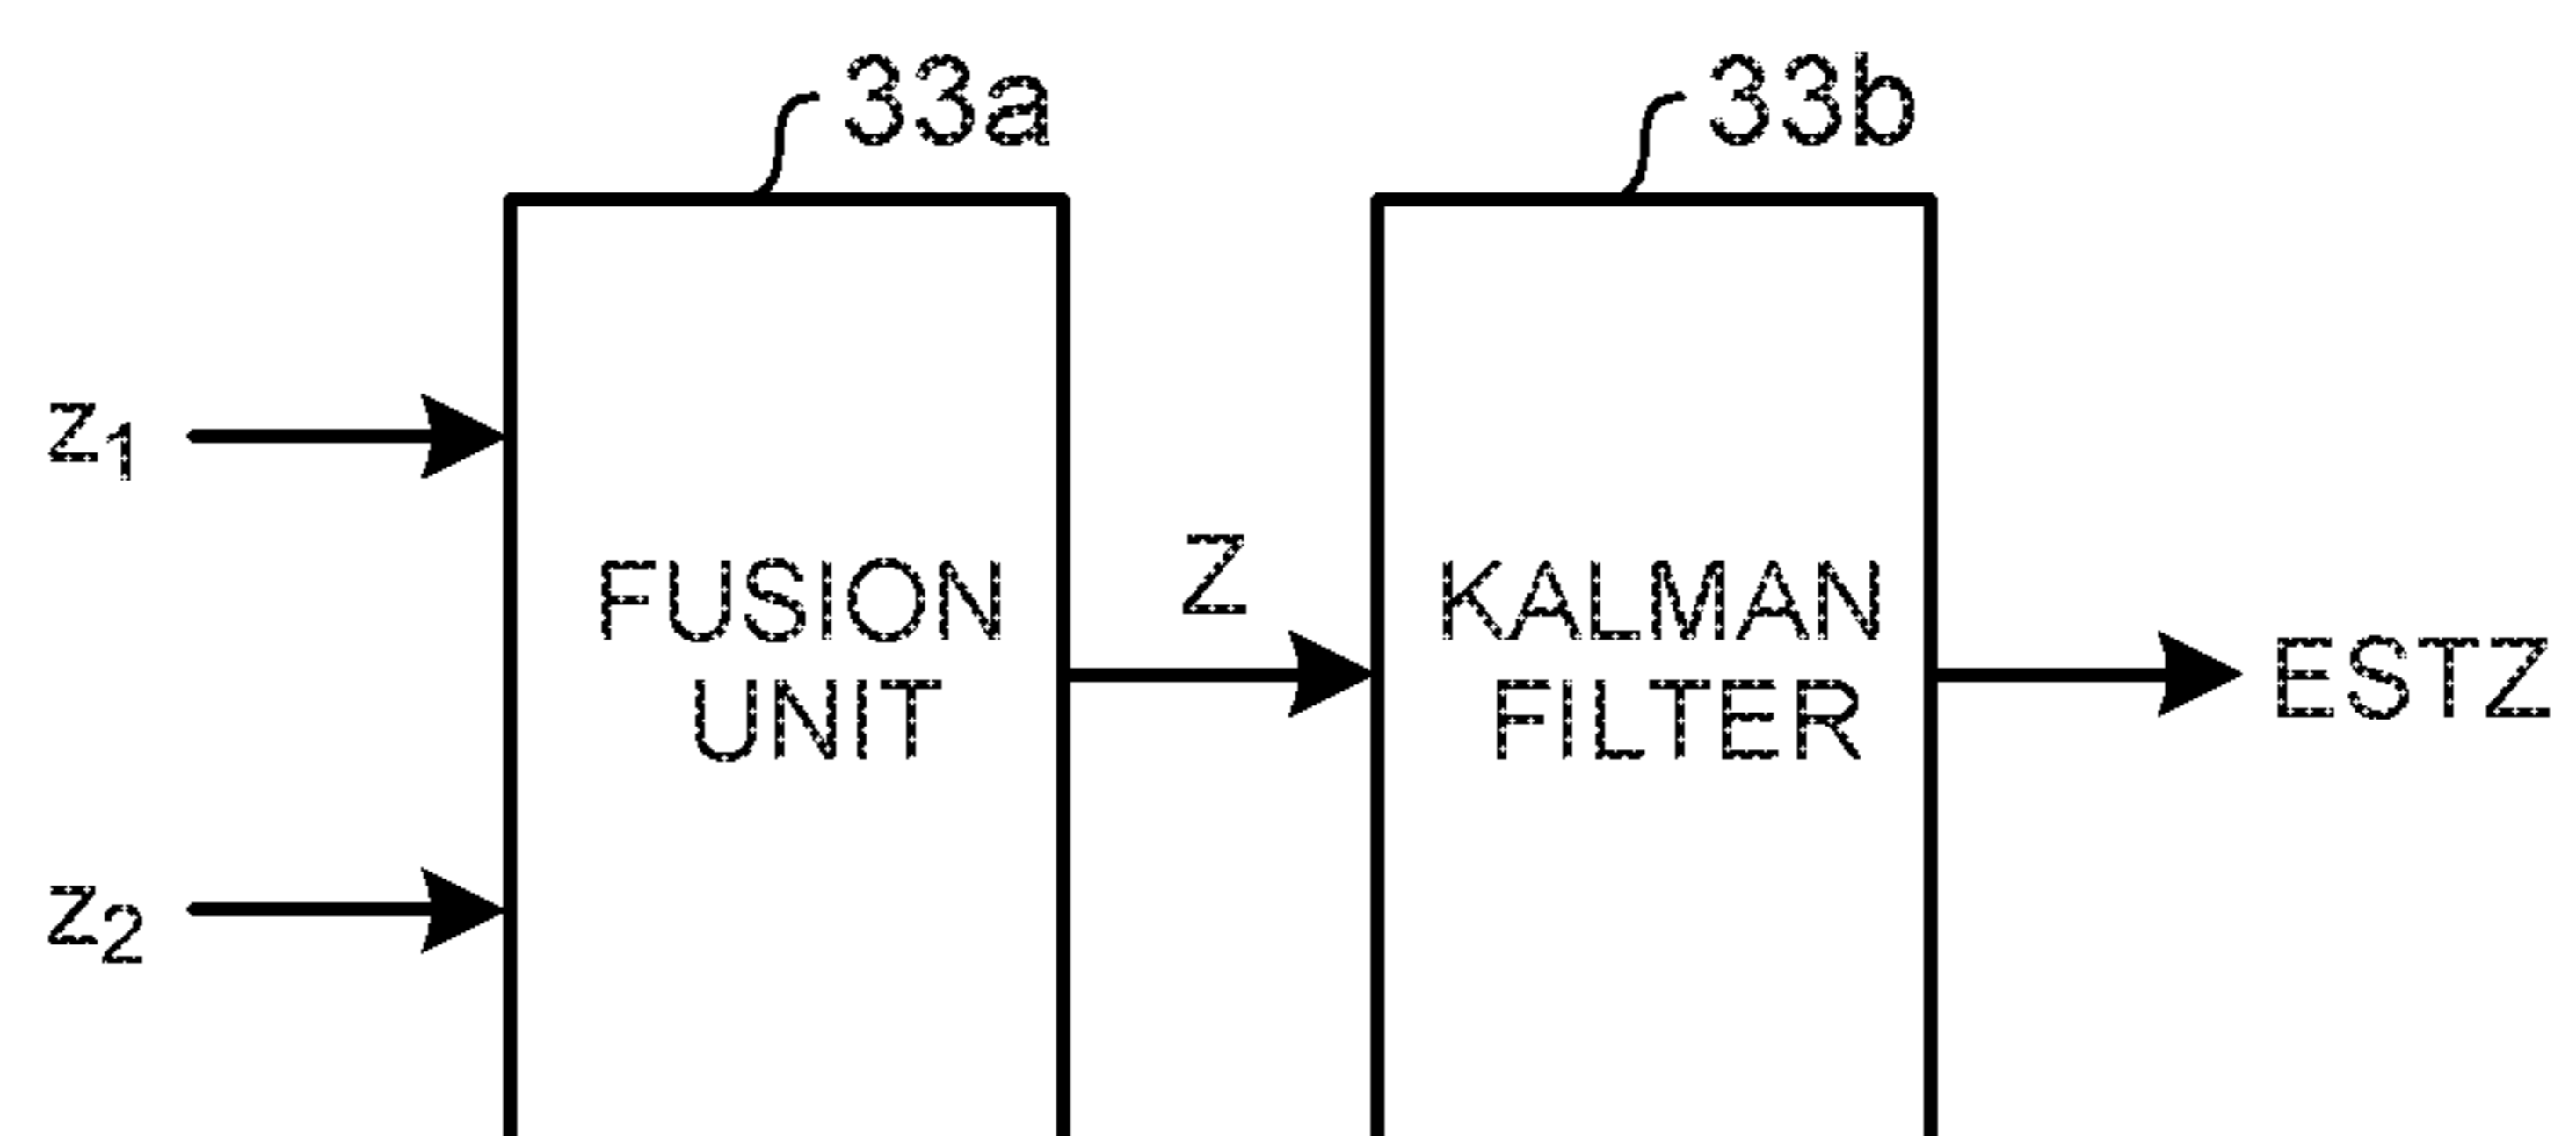 33a 33b
z1
FUSION UNIT
Z
KALMAN FILTER
ESTZ
z2